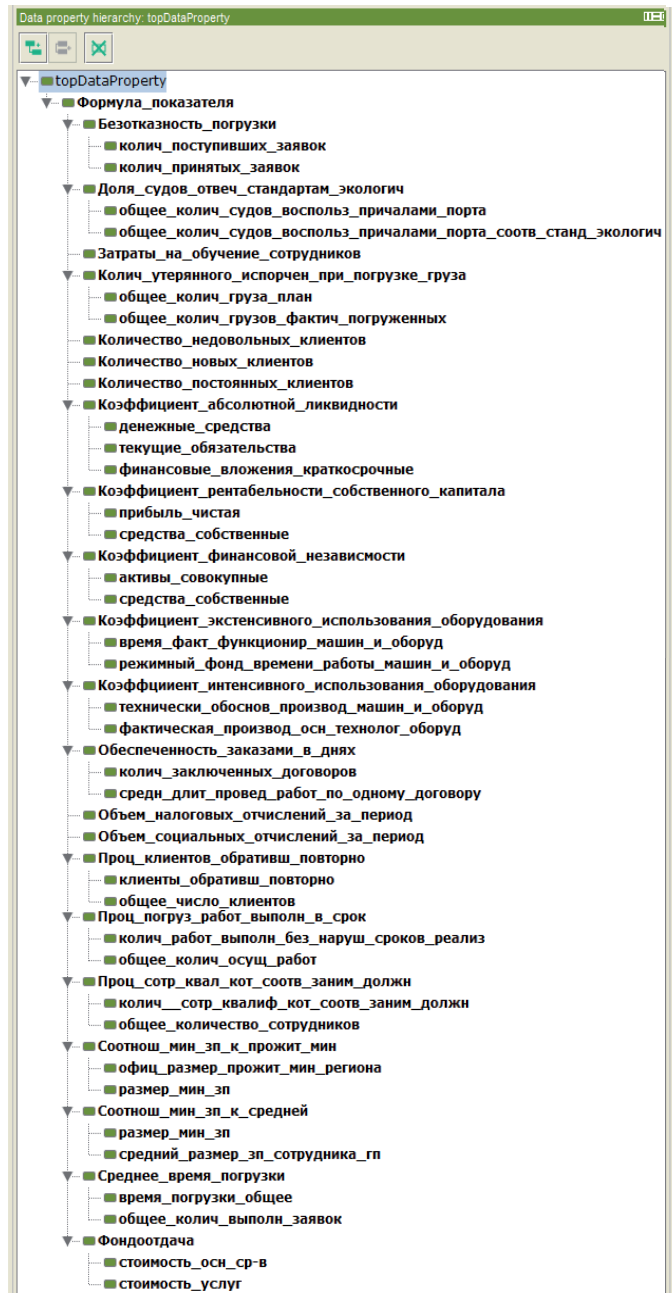 Data property hierarchy: topDataProperty
topDataProperty
Формула_показателя
Безотказность_погрузки
колич_поступивших_заявок
колич_принятых_заявок
Доля_судов_отвеч_стандартам_экологич
общее_колич_судов_воспольз_причалами_порта
общее_колич_судов_воспольз_причалами_порта_соотв_станд_экологич
Затраты_на_обучение_сотрудников
Колич_утерянного_испорчен_при_погрузке_груза
общее_колич_груза_план
общее_колич_грузов_фактич_погруженных
Количество_недовольных_клиентов
Количество_новых_клиентов
Количество_постоянных_клиентов
Коэффициент_абсолютной_ликвидности
денежные_средства
текущие_обязательства
финансовые_вложения_краткосрочные
Коэффициент_рентабельности_собственного_капитала
прибыль_чистая
средства_собственные
Коэффициент_финансовой_независмости
активы_совокупные
средства_собственные
Коэффициент_экстенсивного_использования_оборудования
время_факт_функционир_машин_и_оборуд
режимный_фонд_времени_работы_машин_и_оборуд
Коэффцииент_интенсивного_использования_оборудования
технически_обоснов_производ_машин_и_оборуд
фактическая_производ_осн_технолог_оборуд
Обеспеченность_заказами_в_днях
колич_заключенных_договоров
средн_длит_провед_работ_по_одному_договору
Объем_налоговых_отчислений_за_период
Объем_социальных_отчислений_за_период
Проц_клиентов_обративш_повторно
клиенты_обративш_повторно
общее_число_клиентов
Проц_погруз_работ_выполн_в_срок
колич_работ_выполн_без_наруш_сроков_реализ
общее_колич_осущ_работ
Проц_сотр_квал_кот_соотв_заним_должн
колич__сотр_квалиф_кот_соотв_заним_должн
общее_количество_сотрудников
Соотнош_мин_зп_к_прожит_мин
офиц_размер_прожит_мин_региона
размер_мин_зп
Соотнош_мин_зп_к_средней
размер_мин_зп
средний_размер_зп_сотрудника_гп
Среднее_время_погрузки
время_погрузки_общее
общее_колич_выполн_заявок
Фондоотдача
стоимость_осн_ср-в
стоимость_услуг